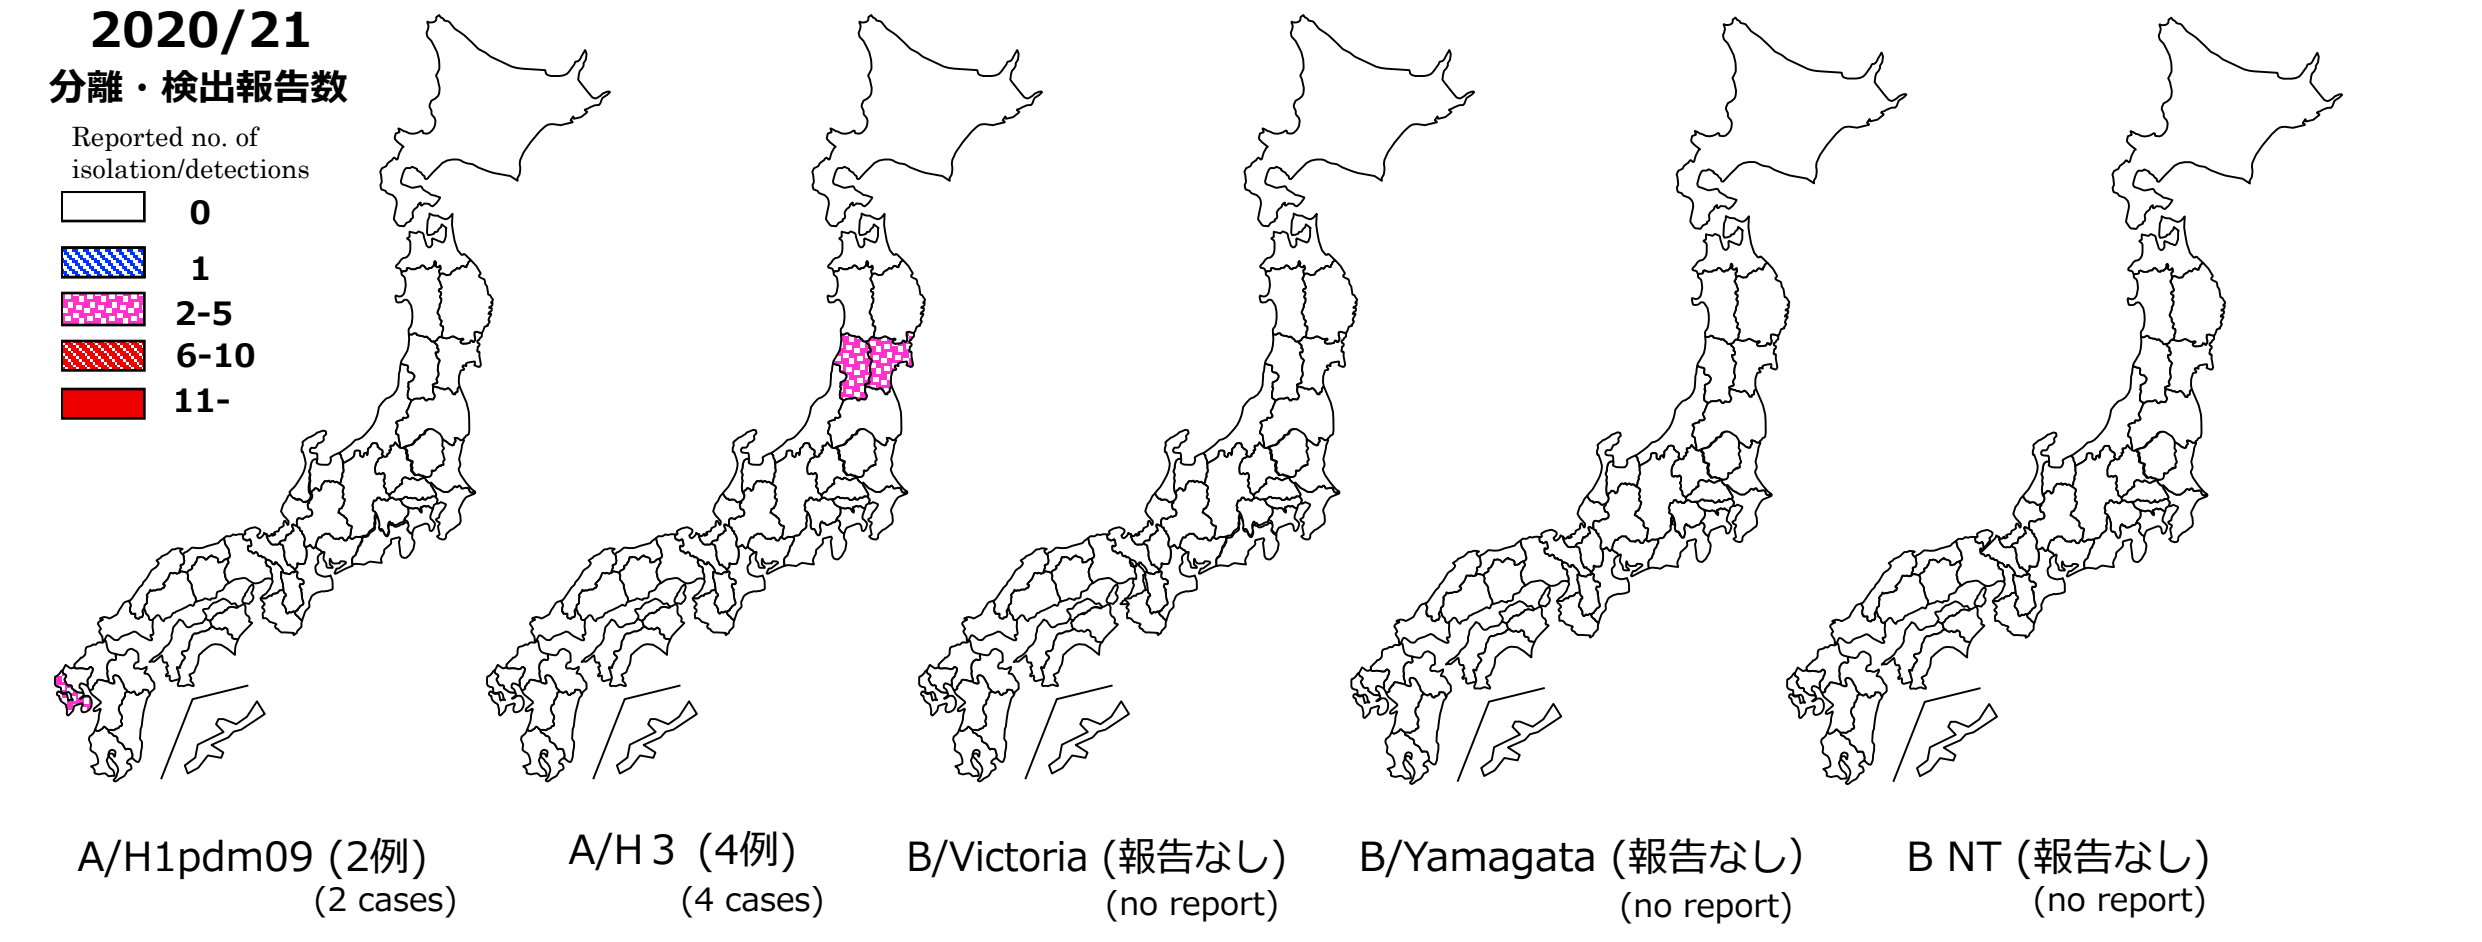 2020/21
分離・検出報告数
Reported no. of
isolation/detections
0
1
2-5
6-10
11-
A/H1pdm09 (2例)
(2 cases)
A/H３ (4例)
(4 cases)
B/Victoria (報告なし)
(no report)
B/Yamagata (報告なし）
(no report)
B NT (報告なし)
(no report)